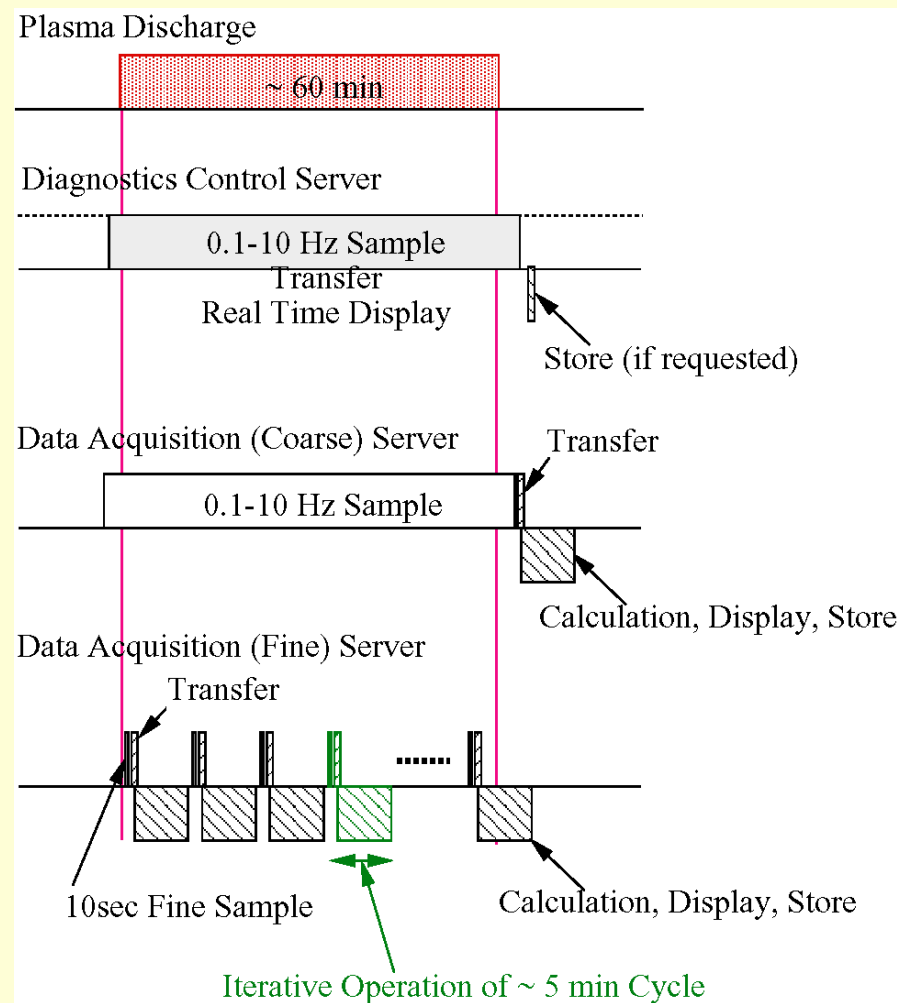 Plasma Discharge
~ 60 min
Diagnostics Control Server
0.1-10 Hz Sample
Transfer
Real Time Display
Store (if requested)
Data Acquisition (Coarse) Server
Transfer
0.1-10 Hz Sample
Calculation, Display, Store
Data Acquisition (Fine) Server
Transfer
........
10sec Fine Sample
Calculation, Display, Store
Iterative Operation of ~ 5 min Cycle